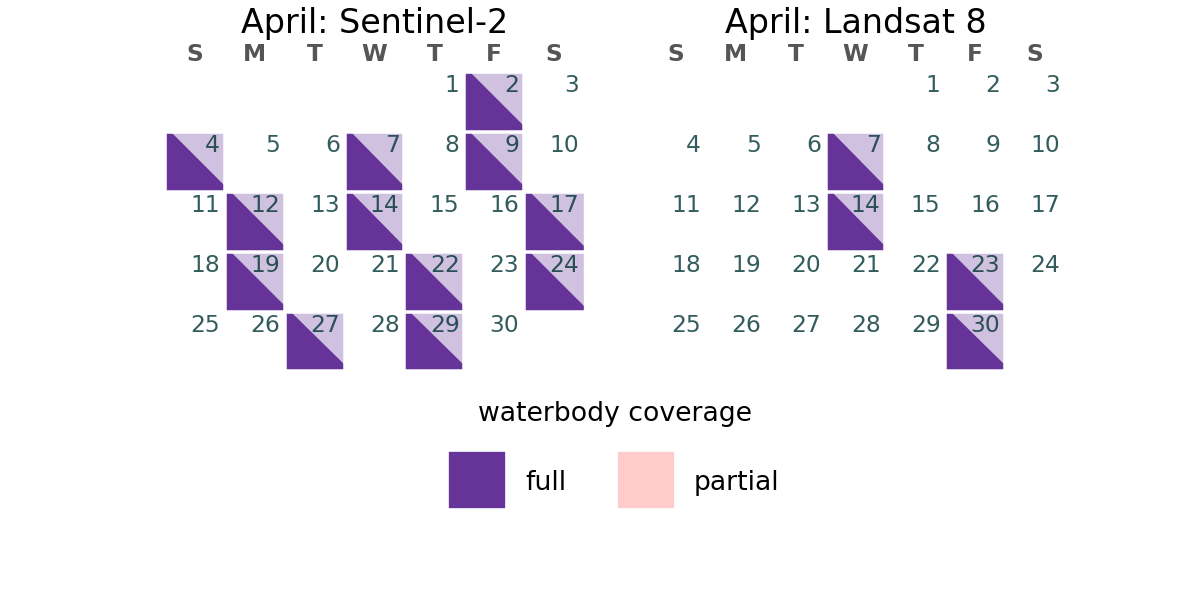 April: Sentinel-2
S M T W T F S
1 2 3
4 5 6 7 8 9 10
11 12 13 14 15 16 17
18 19 20 21 22 23 24
25 26 27 28 29 30
April: Landsat 8
S M T W T F S
1 2 3
4 5 6 7 8 9 10
11 12 13 14 15 16 17
18 19 20 21 22 23 24
25 26 27 28 29 30
waterbody coverage
full partial